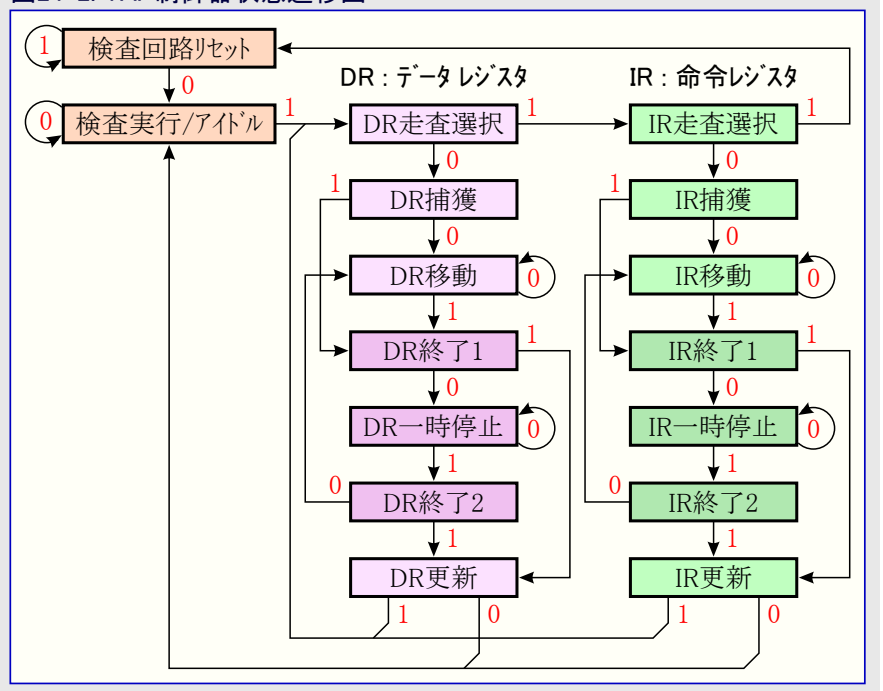 1
検査回路リセット
0
DR : データ レジスタ
IR : 命令レジスタ
0
検査実行/アイドル
1
DR走査選択
1
IR走査選択
1
0
0
1
DR捕獲
1
IR捕獲
0
0
DR移動
0
IR移動
0
1
1
DR終了1
1
IR終了1
1
0
0
DR一時停止
0
IR一時停止
0
1
1
0
DR終了2
0
IR終了2
1
1
DR更新
IR更新
1
0
1
0